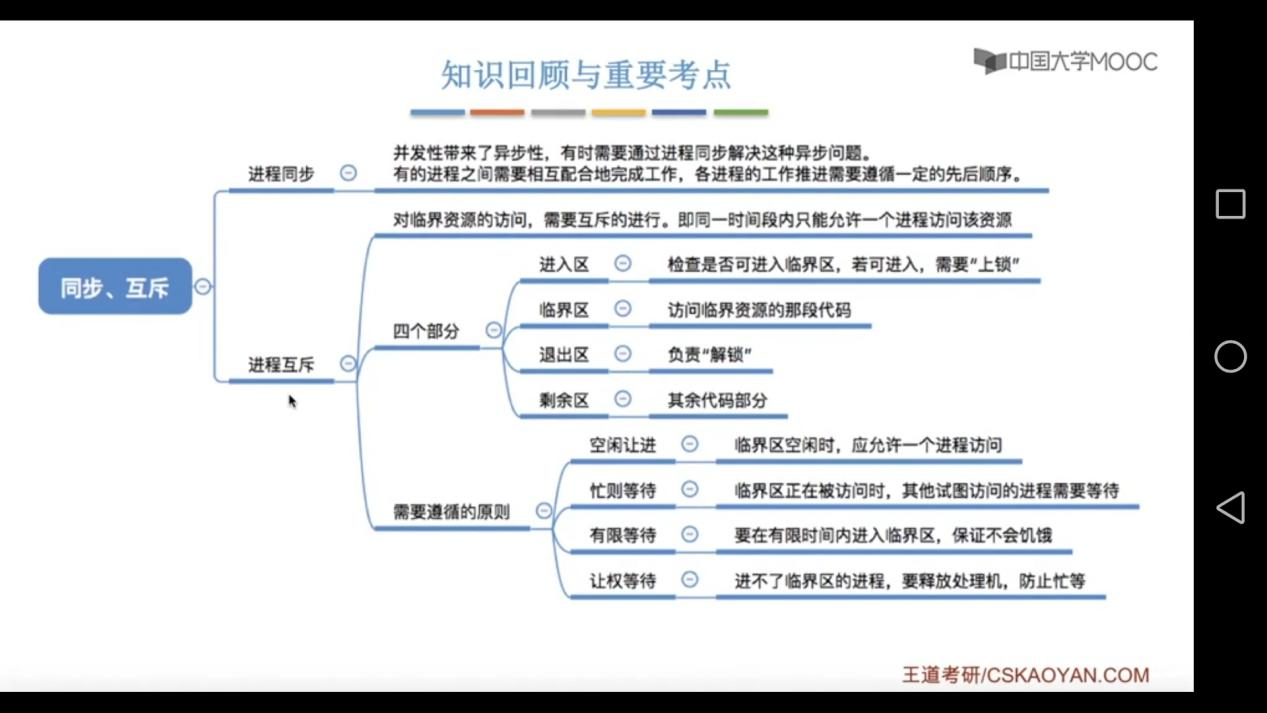 知识回顾与重要考点
中国大学MOOC
并发性带来了异步性，有时需要通过进程同步解决这种异步问题。
进程同步
有的进程之间需要相互配合地完成工作，各进程的工作推进需要遵循一定的先后顺序。
对临界资源的访问，需要互斥的进行。即同一时间段内只能允许一个进程访问该资源
同步、互斥
进程互斥
四个部分
进入区
检查是否可进入临界区，若可进入，需要“上锁”
临界区
访问临界资源的那段代码
退出区
负责“解锁”
剩余区
其余代码部分
需要遵循的原则
空闲让进
临界区空闲时，应允许一个进程访问
忙则等待
临界区正在被访问时，其他试图访问的进程需要等待
有限等待
要在有限时间内进入临界区，保证不会饥饿
让权等待
进不了临界区的进程，要释放处理机，防止忙等
王道考研/CSKAOYAN.COM